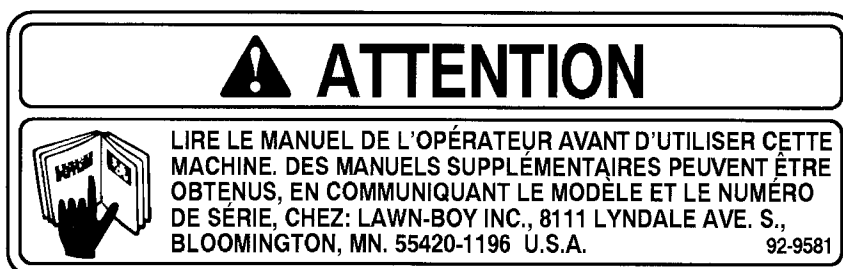 ATTENTION
LIRE LE MANUEL DE L'OPÉRATEUR AVANT D'UTILISER CETTE
MACHINE. DES MANUELS SUPPLÉMENTAIRES PEUVENT ÊTRE
OBTENUS, EN COMMUNIQUANT LE MODÈLE ET LE NUMÉRO
DE SÉRIE, CHEZ: LAWN-BOY INC., 8111 LYNDALE AVE. S.,
BLOOMINGTON, MN. 55420-1196 U.S.A. 92-9581